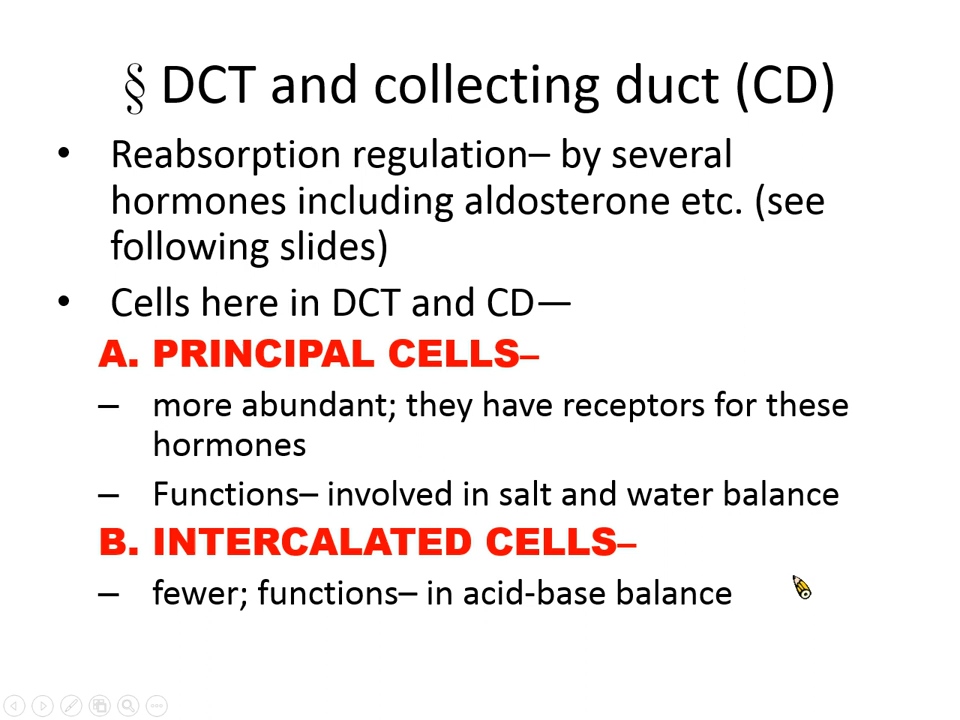 § DCT and collecting duct (CD)
• Reabsorption regulation– by several
hormones including aldosterone etc. (see
following slides)
• Cells here in DCT and CD—
A. PRINCIPAL CELLS–
– more abundant; they have receptors for these
hormones
– Functions– involved in salt and water balance
B. INTERCALATED CELLS–
– fewer; functions– in acid-base balance